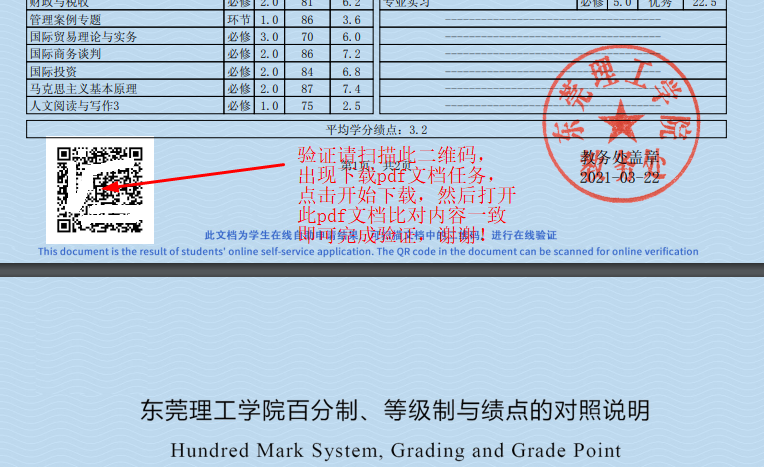 财政与税收 必修 2.0 81 6.2 专业实习 必修 5.0 优秀 22.5
管理案例专题 环节 1.0 86 3.6
国际贸易理论与实务 必修 3.0 70 6.0
国际商务谈判 必修 2.0 86 7.2
国际投资 必修 2.0 84 6.8
马克思主义基本原理 必修 2.0 87 7.4
人文阅读与写作3 必修 1.0 75 2.5
平均学分绩点：3.2
东莞理工学院
教务处盖章
2021-03-22
第1页，共2页
验证请扫描此二维码，
出现下载pdf文档任务，
点击开始下载，然后打开
此pdf文档比对内容一致
即可完成验证，谢谢！
此文档为学生在线自助申请结果，可扫描文档中的二维码，进行在线验证
This document is the result of students' online self-service application. The QR code in the document can be scanned for online verification
东莞理工学院百分制、等级制与绩点的对照说明
Hundred Mark System, Grading and Grade Point